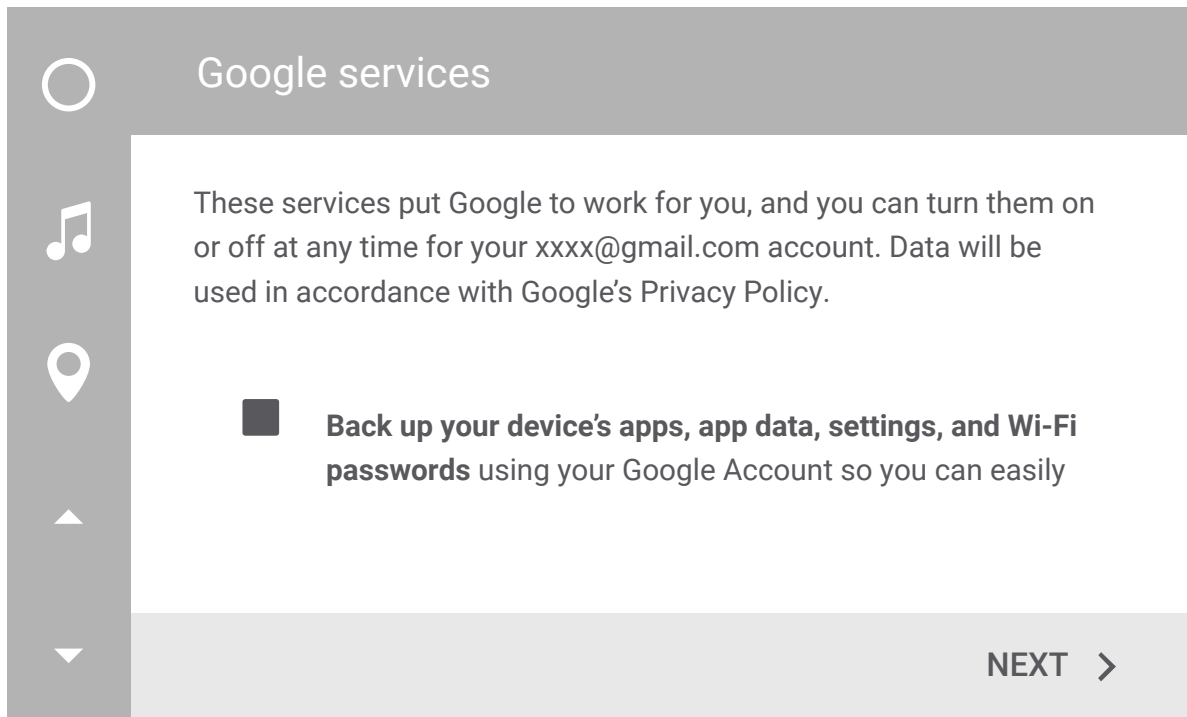 Google services
These services put Google to work for you, and you can turn them on
or off at any time for your xxxx@gmail.com account. Data will be
used in accordance with Google’s Privacy Policy.
Back up your device’s apps, app data, settings, and Wi-Fi
passwords using your Google Account so you can easily
NEXT